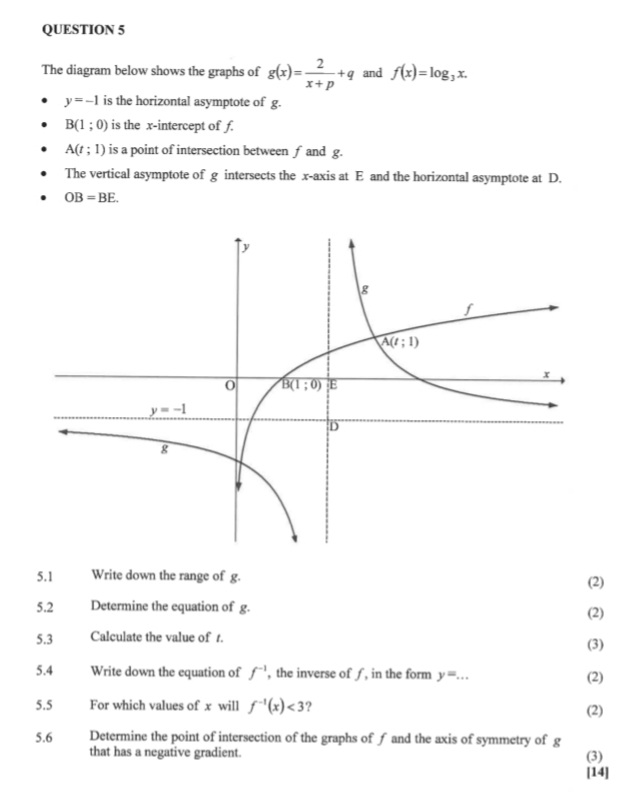 QUESTION 5
The diagram below shows the graphs of g(x) = 2/(x + p) + q and f(x) = log₃ x.
• y = −1 is the horizontal asymptote of g.
• B(1 ; 0) is the x-intercept of f.
• A(t ; 1) is a point of intersection between f and g.
• The vertical asymptote of g intersects the x-axis at E and the horizontal asymptote at D.
• OB = BE.
y
g
f
A(t ; 1)
x
O B(1 ; 0) E
y = −1
D
g
5.1 Write down the range of g. (2)
5.2 Determine the equation of g. (2)
5.3 Calculate the value of t. (3)
5.4 Write down the equation of f⁻¹, the inverse of f, in the form y = ... (2)
5.5 For which values of x will f⁻¹(x) < 3? (2)
5.6 Determine the point of intersection of the graphs of f and the axis of symmetry of g
that has a negative gradient. (3)
[14]